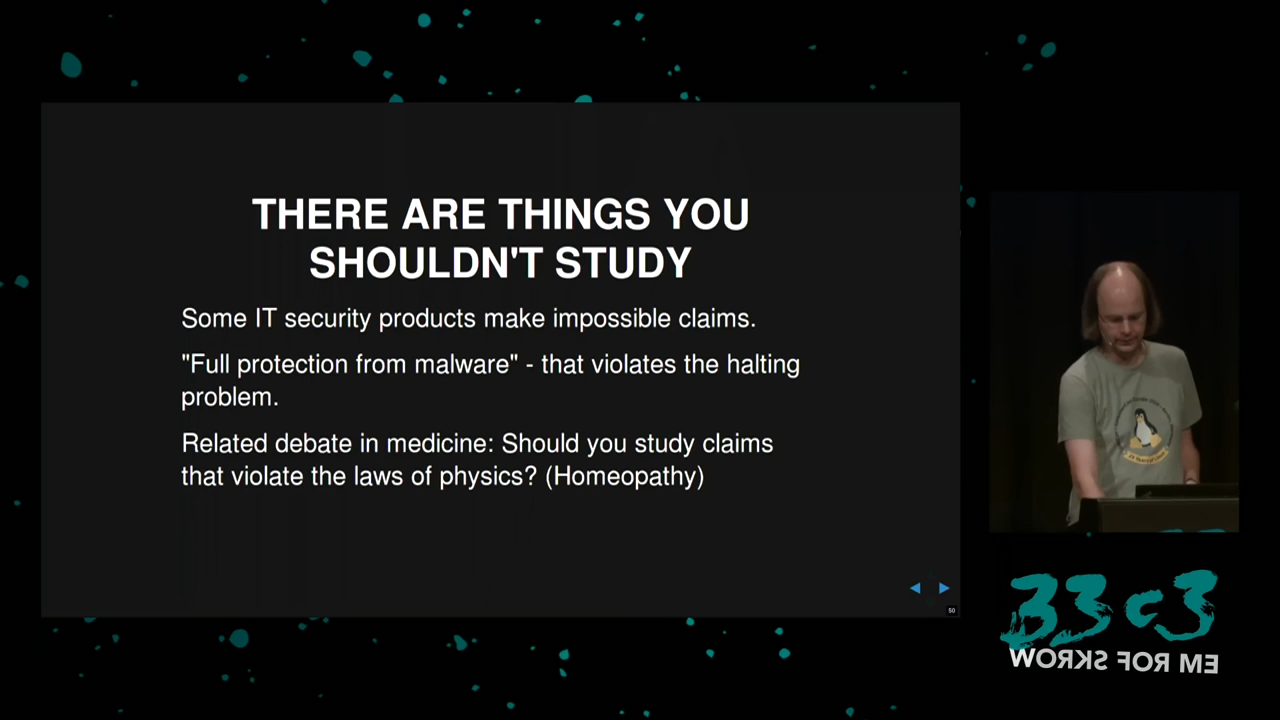 THERE ARE THINGS YOU
SHOULDN'T STUDY
Some IT security products make impossible claims.
"Full protection from malware" - that violates the halting
problem.
Related debate in medicine: Should you study claims
that violate the laws of physics? (Homeopathy)
50
33c3
WORKS FOR ME